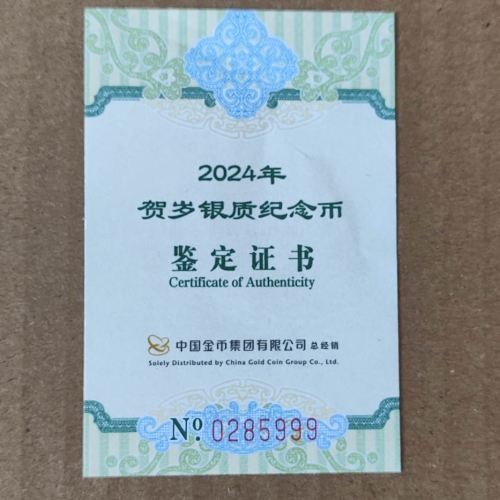 2024年
贺岁银质纪念币
鉴定证书
Certificate of Authenticity
中国金币集团有限公司 总经销
Solely Distributed by China Gold Coin Group Co., Ltd.
Nº. 0285999